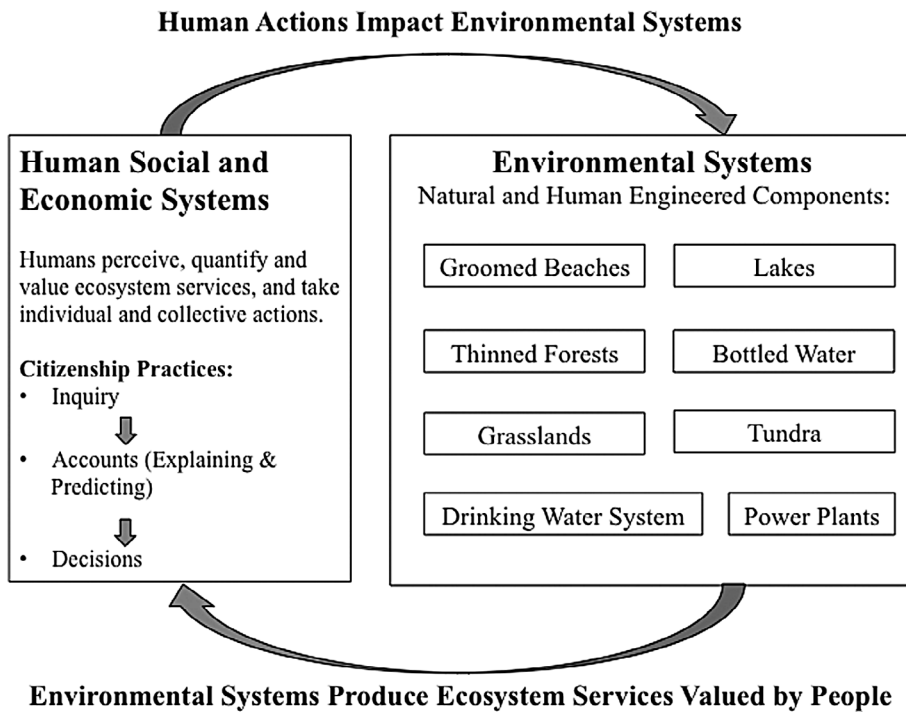 Human Actions Impact Environmental Systems
Human Social and
Economic Systems
Humans perceive, quantify and
value ecosystem services, and take
individual and collective actions.
Citizenship Practices:
• Inquiry
• Accounts (Explaining &
Predicting)
• Decisions
Environmental Systems
Natural and Human Engineered Components:
Groomed Beaches
Lakes
Thinned Forests
Bottled Water
Grasslands
Tundra
Drinking Water System
Power Plants
Environmental Systems Produce Ecosystem Services Valued by People